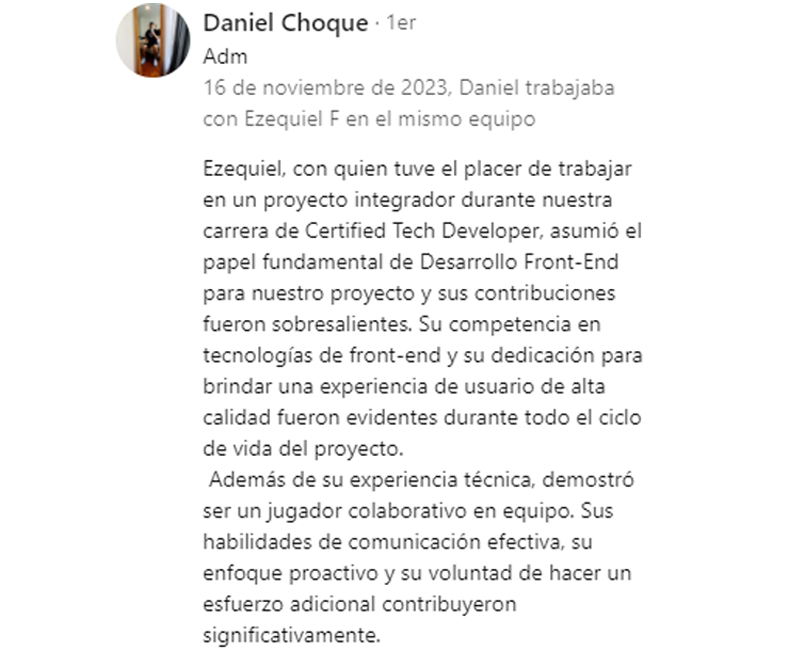 Daniel Choque · 1er
Adm
16 de noviembre de 2023, Daniel trabajaba
con Ezequiel F en el mismo equipo
Ezequiel, con quien tuve el placer de trabajar
en un proyecto integrador durante nuestra
carrera de Certified Tech Developer, asumió el
papel fundamental de Desarrollo Front-End
para nuestro proyecto y sus contribuciones
fueron sobresalientes. Su competencia en
tecnologías de front-end y su dedicación para
brindar una experiencia de usuario de alta
calidad fueron evidentes durante todo el ciclo
de vida del proyecto.
Además de su experiencia técnica, demostró
ser un jugador colaborativo en equipo. Sus
habilidades de comunicación efectiva, su
enfoque proactivo y su voluntad de hacer un
esfuerzo adicional contribuyeron
significativamente.